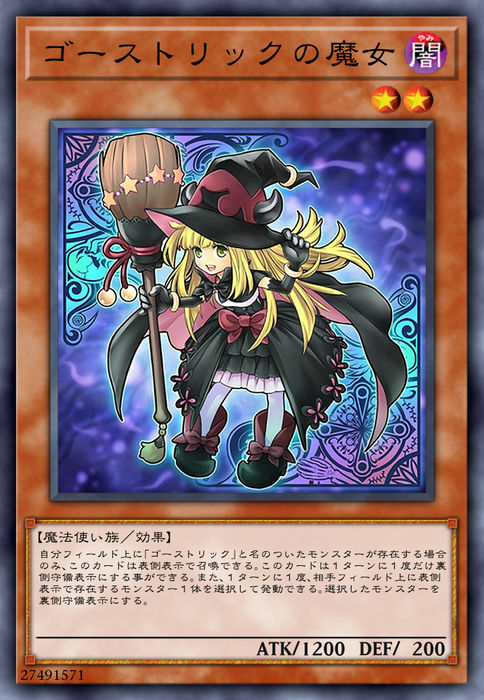 ゴーストリックの魔女
やみ
闇
【魔法使い族／効果】
自分フィールド上に「ゴーストリック」と名のついたモンスターが存在する場合
のみ、このカードは表側表示で召喚できる。このカードは１ターンに１度だけ裏
側守備表示にする事ができる。また、１ターンに１度、相手フィールド上に表側
表示で存在するモンスター１体を選択して発動できる。選択したモンスターを
裏側守備表示にする。
ATK/1200 DEF/ 200
27491571